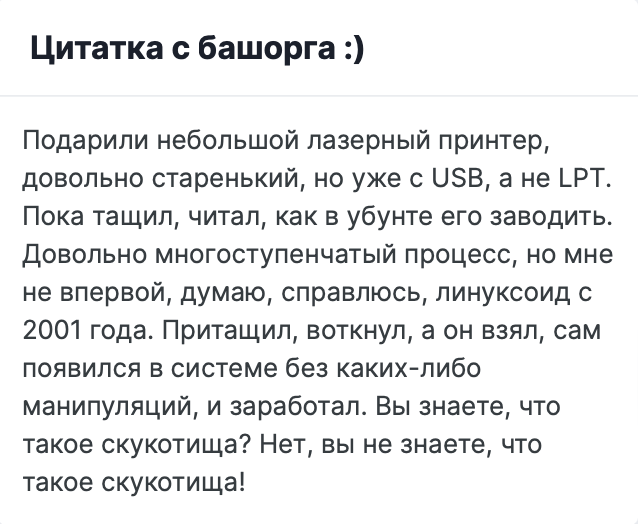 Цитатка с башорга :)
Подарили небольшой лазерный принтер,
довольно старенький, но уже с USB, а не LPT.
Пока тащил, читал, как в убунте его заводить.
Довольно многоступенчатый процесс, но мне
не впервой, думаю, справлюсь, линуксоид с
2001 года. Притащил, воткнул, а он взял, сам
появился в системе без каких-либо
манипуляций, и заработал. Вы знаете, что
такое скукотища? Нет, вы не знаете, что
такое скукотища!